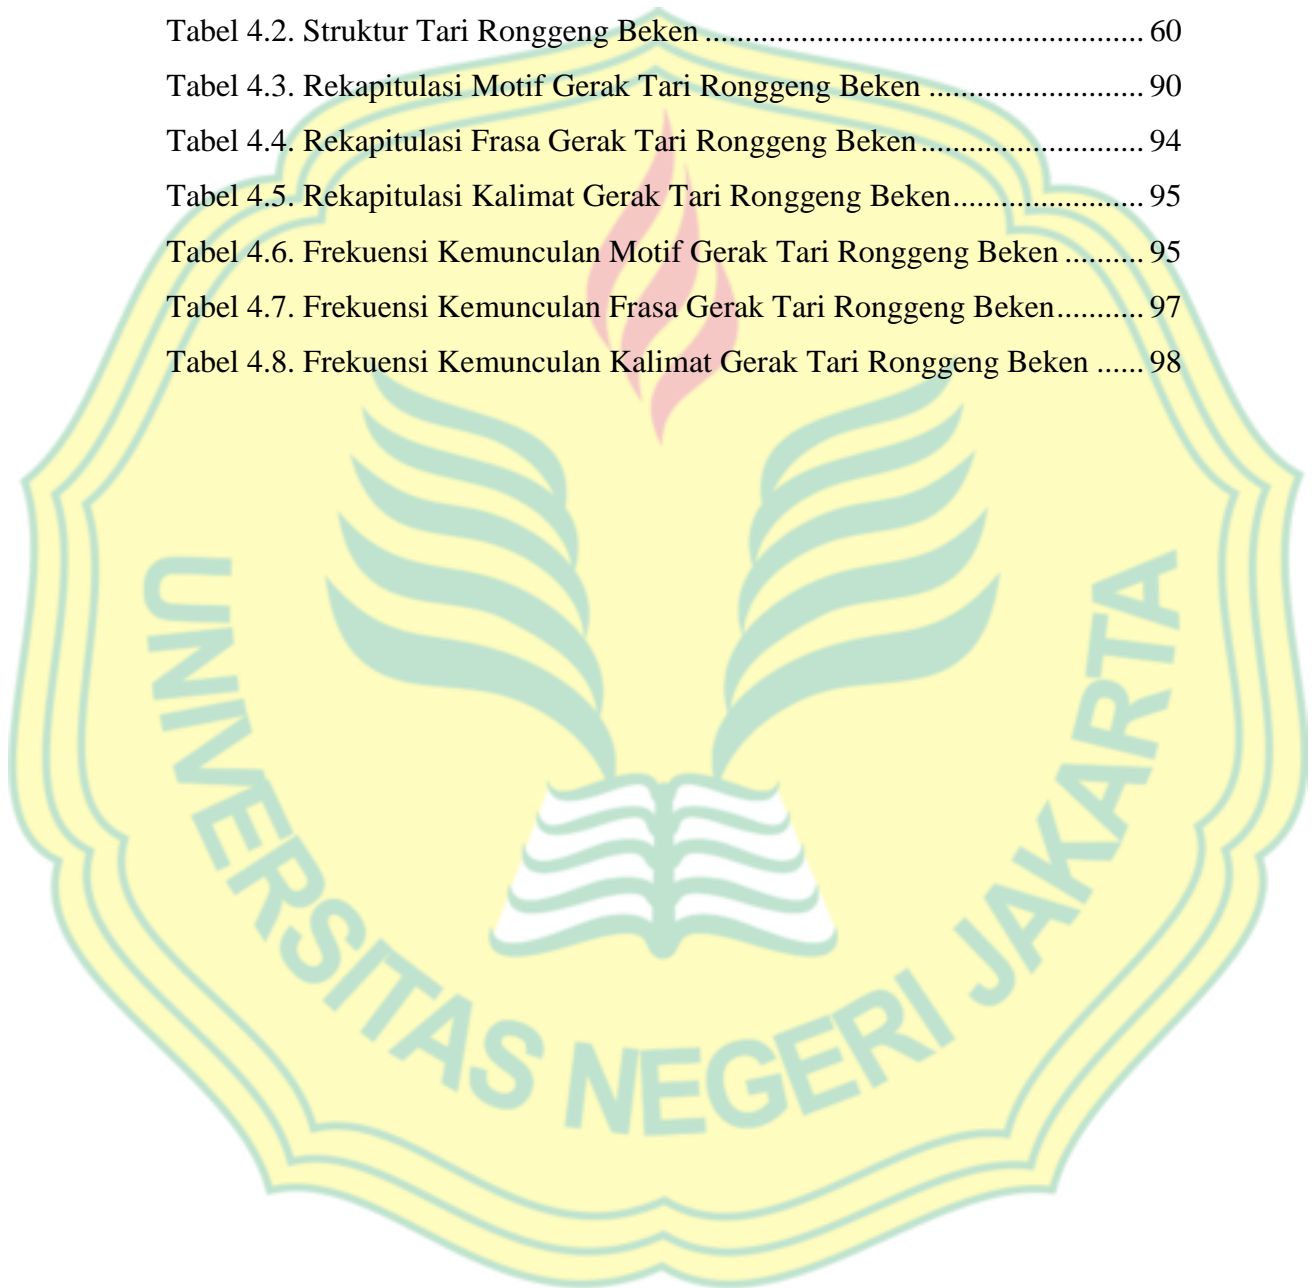 Tabel 4.2. Struktur Tari Ronggeng Beken ....................................................... 60
Tabel 4.3. Rekapitulasi Motif Gerak Tari Ronggeng Beken ........................... 90
Tabel 4.4. Rekapitulasi Frasa Gerak Tari Ronggeng Beken ............................ 94
Tabel 4.5. Rekapitulasi Kalimat Gerak Tari Ronggeng Beken........................ 95
Tabel 4.6. Frekuensi Kemunculan Motif Gerak Tari Ronggeng Beken .......... 95
Tabel 4.7. Frekuensi Kemunculan Frasa Gerak Tari Ronggeng Beken........... 97
Tabel 4.8. Frekuensi Kemunculan Kalimat Gerak Tari Ronggeng Beken ...... 98
UNIVERSITAS NEGERI JAKARTA